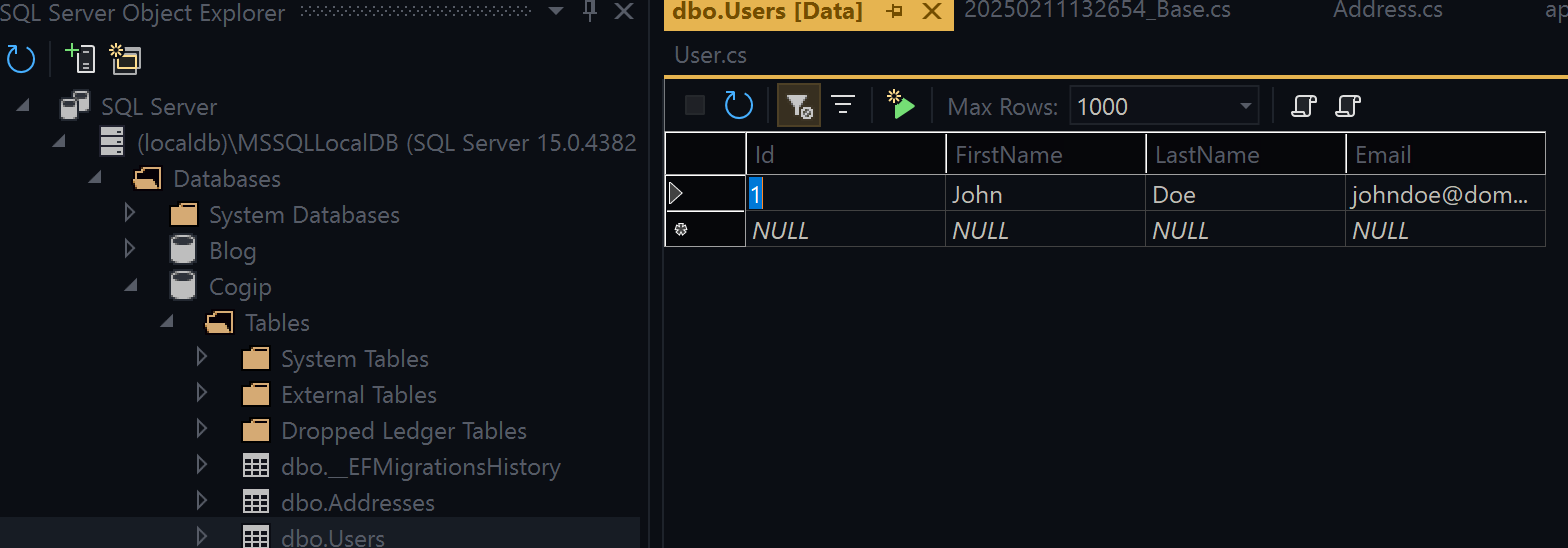 SQL Server Object Explorer
SQL Server
(localdb)\MSSQLLocalDB (SQL Server 15.0.4382
Databases
System Databases
Blog
Cogip
Tables
System Tables
External Tables
Dropped Ledger Tables
dbo.__EFMigrationsHistory
dbo.Addresses
dbo.Users
dbo.Users [Data] 20250211132654_Base.cs Address.cs ap
User.cs
Max Rows: 1000
Id FirstName LastName Email
1 John Doe johndoe@dom...
NULL NULL NULL NULL